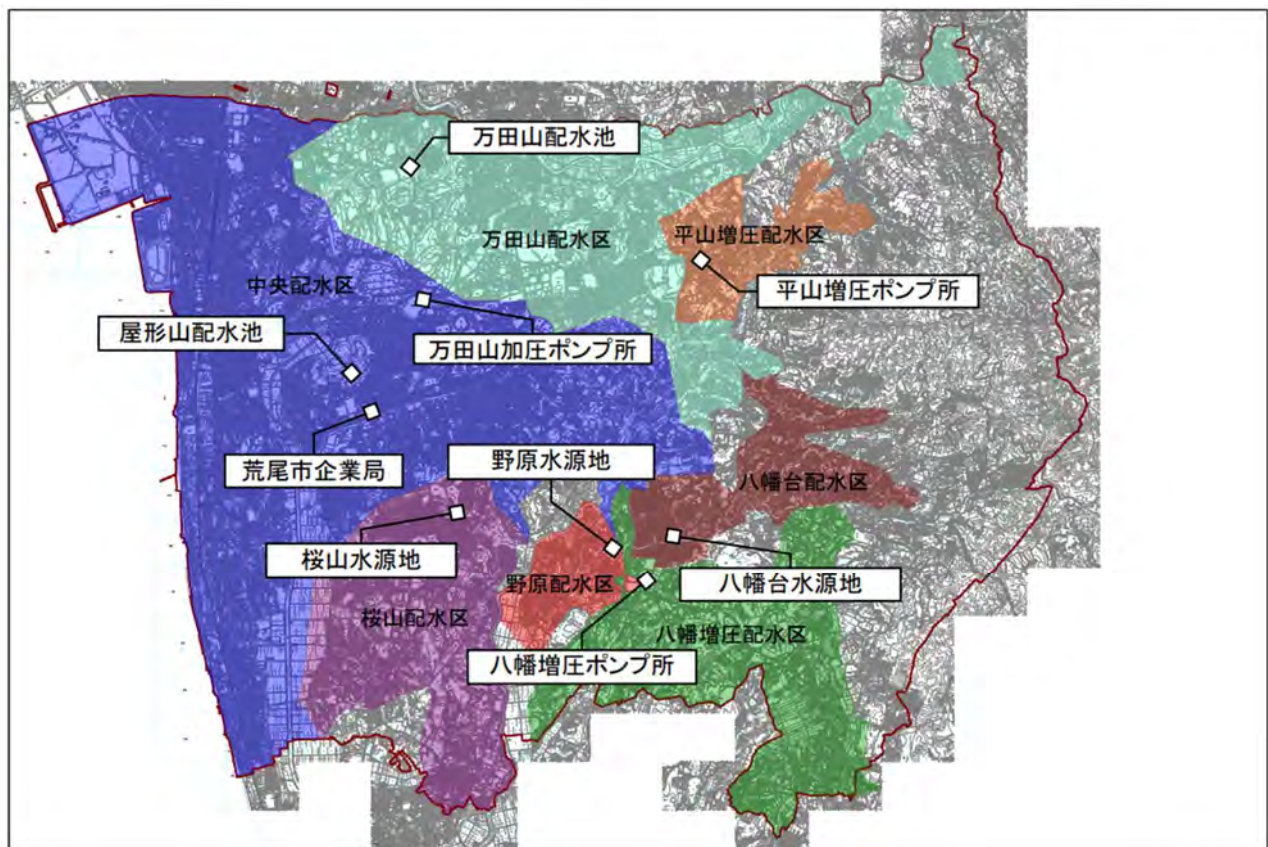 万田山配水池
万田山配水区
平山増圧配水区
中央配水区
平山増圧ポンプ所
屋形山配水池
万田山加圧ポンプ所
荒尾市企業局
野原水源地
八幡台配水区
桜山水源地
野原配水区
八幡台水源地
桜山配水区
八幡増圧配水区
八幡増圧ポンプ所